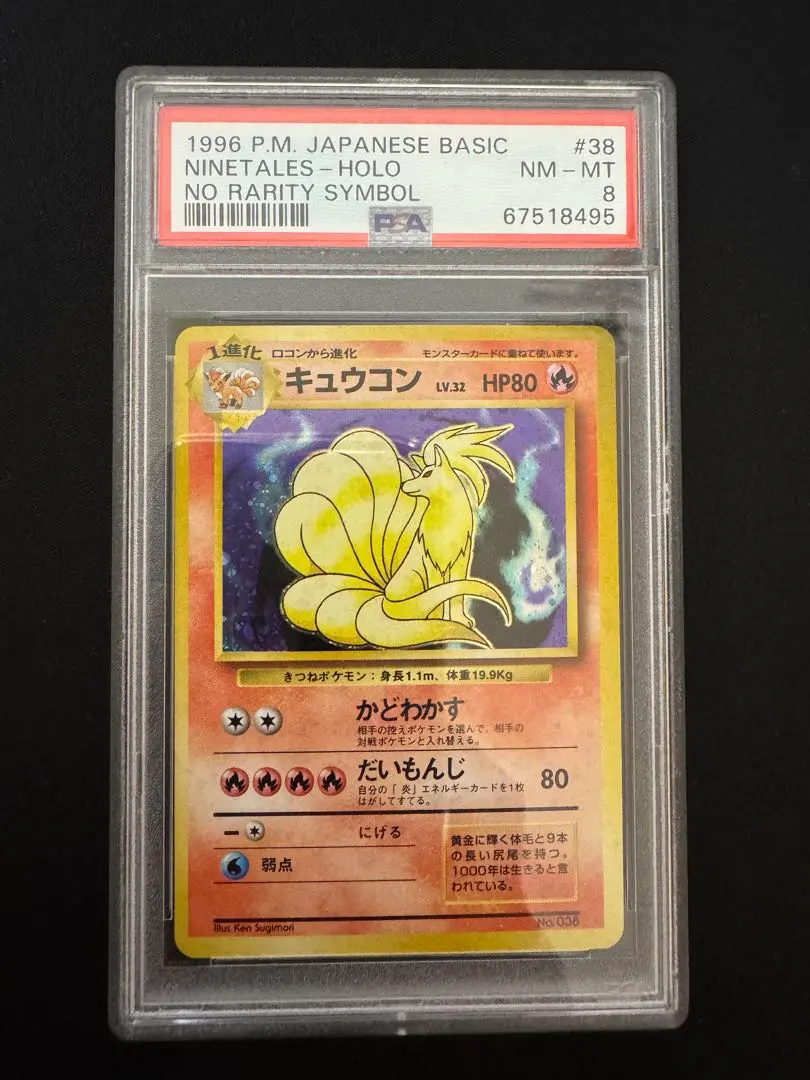 1996 P.M. JAPANESE BASIC #38
NINETALES - HOLO NM - MT
NO RARITY SYMBOL 8
PSA 67518495
1進化 ロコンから進化 モンスターカードに重ねて使います。
キュウコン LV.32 HP80
きつねポケモン：身長1.1m、体重19.9Kg
かどわかす
相手の控えポケモンを選んで、相手の
対戦ポケモンと入れ替える。
だいもんじ 80
自分の「炎」エネルギーカードを1枚
はがしてすてる。
にげる
弱点
黄金に輝く体毛と9本
の長い尻尾を持つ。
1000年は生きると言
われている。
Illus. Ken Sugimori No. 038